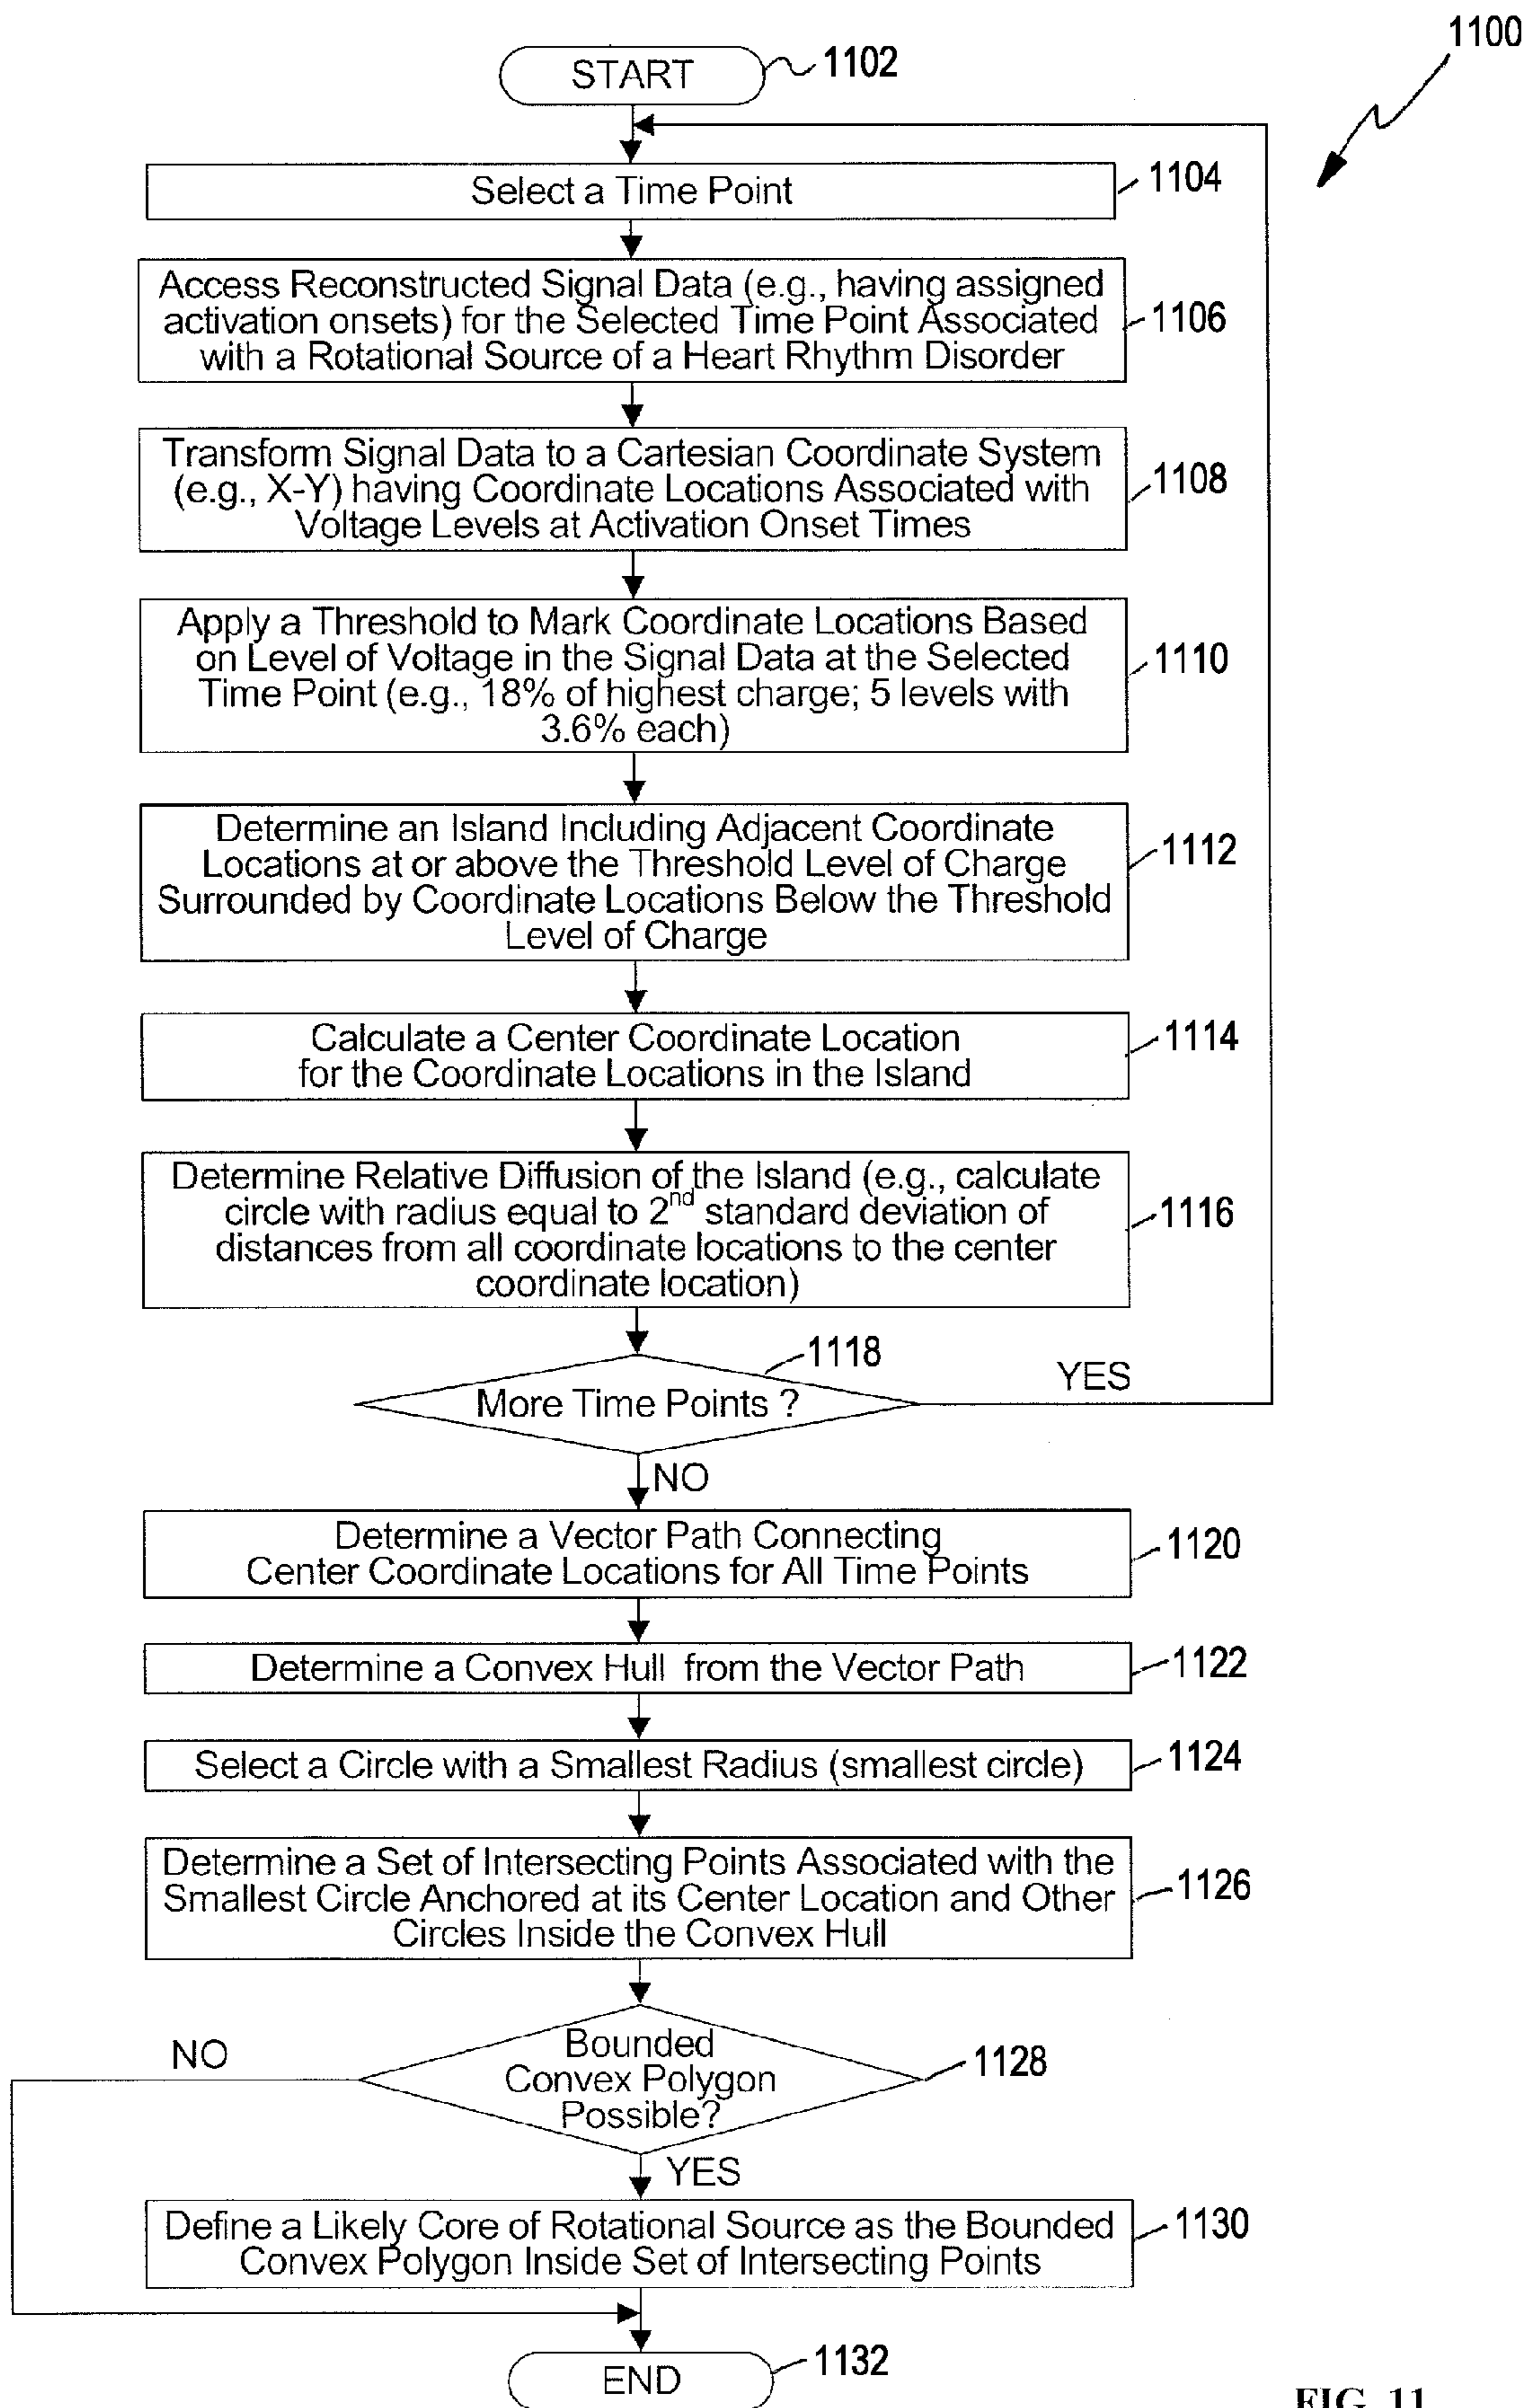 1100
START
1102
Select a Time Point
1104
Access Reconstructed Signal Data (e.g., having assigned
activation onsets) for the Selected Time Point Associated
with a Rotational Source of a Heart Rhythm Disorder
1106
Transform Signal Data to a Cartesian Coordinate System
(e.g., X-Y) having Coordinate Locations Associated with
Voltage Levels at Activation Onset Times
1108
Apply a Threshold to Mark Coordinate Locations Based
on Level of Voltage in the Signal Data at the Selected
Time Point (e.g., 18% of highest charge; 5 levels with
3.6% each)
1110
Determine an Island Including Adjacent Coordinate
Locations at or above the Threshold Level of Charge
Surrounded by Coordinate Locations Below the Threshold
Level of Charge
1112
Calculate a Center Coordinate Location
for the Coordinate Locations in the Island
1114
Determine Relative Diffusion of the Island (e.g., calculate
circle with radius equal to 2nd standard deviation of
distances from all coordinate locations to the center
coordinate location)
1116
1118
More Time Points ?
YES
NO
Determine a Vector Path Connecting
Center Coordinate Locations for All Time Points
1120
Determine a Convex Hull from the Vector Path
1122
Select a Circle with a Smallest Radius (smallest circle)
1124
Determine a Set of Intersecting Points Associated with the
Smallest Circle Anchored at its Center Location and Other
Circles Inside the Convex Hull
1126
NO
Bounded
Convex Polygon
Possible?
1128
YES
Define a Likely Core of Rotational Source as the Bounded
Convex Polygon Inside Set of Intersecting Points
1130
END
1132
FIG. 11